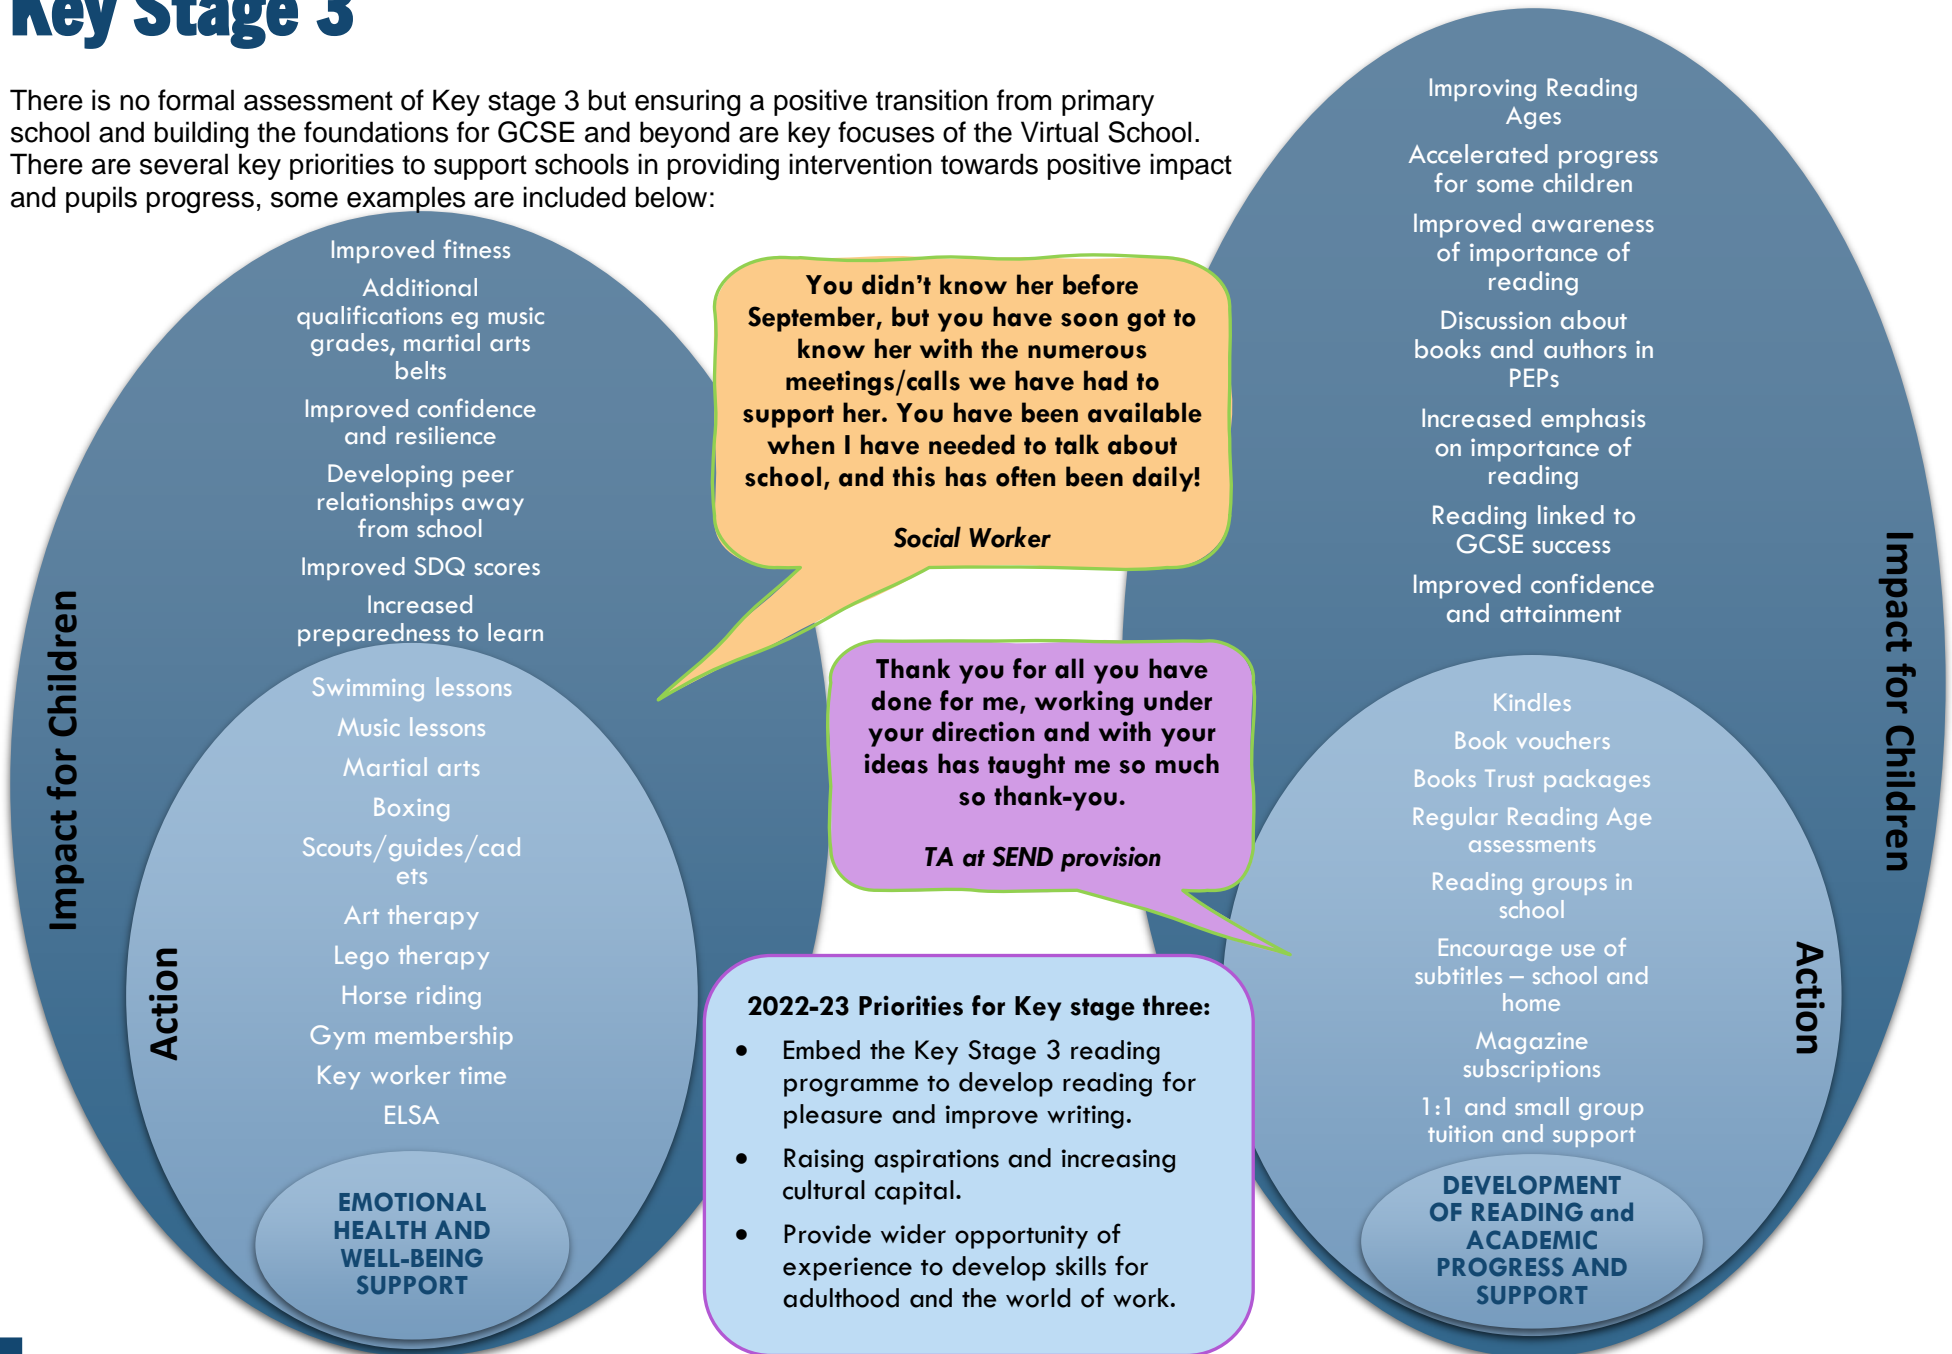 Key Stage 3
There is no formal assessment of Key stage 3 but ensuring a positive transition from primary
school and building the foundations for GCSE and beyond are key focuses of the Virtual School.
There are several key priorities to support schools in providing intervention towards positive impact
and pupils progress, some examples are included below:
Impact for Children
Improved fitness
Additional
qualifications eg music
grades, martial arts
belts
Improved confidence
and resilience
Developing peer
relationships away
from school
Improved SDQ scores
Increased
preparedness to learn
Action
Swimming lessons
Music lessons
Martial arts
Boxing
Scouts/guides/cad
ets
Art therapy
Lego therapy
Horse riding
Gym membership
Key worker time
ELSA
EMOTIONAL
HEALTH AND
WELL-BEING
SUPPORT
You didn't know her before
September, but you have soon got to
know her with the numerous
meetings/calls we have had to
support her. You have been available
when I have needed to talk about
school, and this has often been daily!
Social Worker
Thank you for all you have
done for me, working under
your direction and with your
ideas has taught me so much
so thank-you.
TA at SEND provision
2022-23 Priorities for Key stage three:
• Embed the Key Stage 3 reading
programme to develop reading for
pleasure and improve writing.
• Raising aspirations and increasing
cultural capital.
• Provide wider opportunity of
experience to develop skills for
adulthood and the world of work.
Improving Reading
Ages
Accelerated progress
for some children
Improved awareness
of importance of
reading
Discussion about
books and authors in
PEPs
Increased emphasis
on importance of
reading
Reading linked to
GCSE success
Improved confidence
and attainment
Impact for Children
Kindles
Book vouchers
Books Trust packages
Regular Reading Age
assessments
Reading groups in
school
Encourage use of
subtitles – school and
home
Magazine
subscriptions
1:1 and small group
tuition and support
Action
DEVELOPMENT
OF READING and
ACADEMIC
PROGRESS AND
SUPPORT